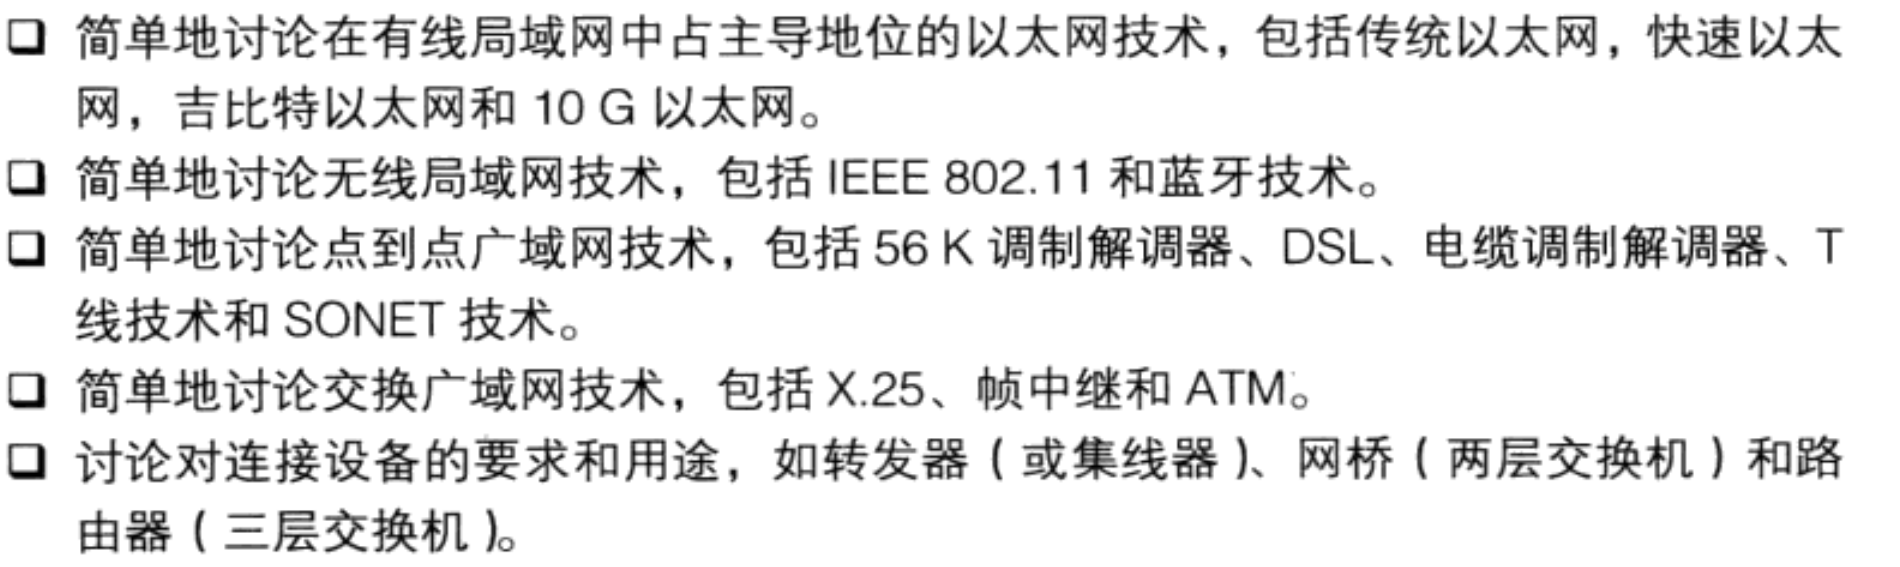 ❑ 简单地讨论在有线局域网中占主导地位的以太网技术，包括传统以太网，快速以太
网，吉比特以太网和 10 G 以太网。
❑ 简单地讨论无线局域网技术，包括 IEEE 802.11 和蓝牙技术。
❑ 简单地讨论点到点广域网技术，包括 56 K 调制解调器、DSL、电缆调制解调器、T
线技术和 SONET 技术。
❑ 简单地讨论交换广域网技术，包括 X.25、帧中继和 ATM。
❑ 讨论对连接设备的要求和用途，如转发器（或集线器）、网桥（两层交换机）和路
由器（三层交换机）。